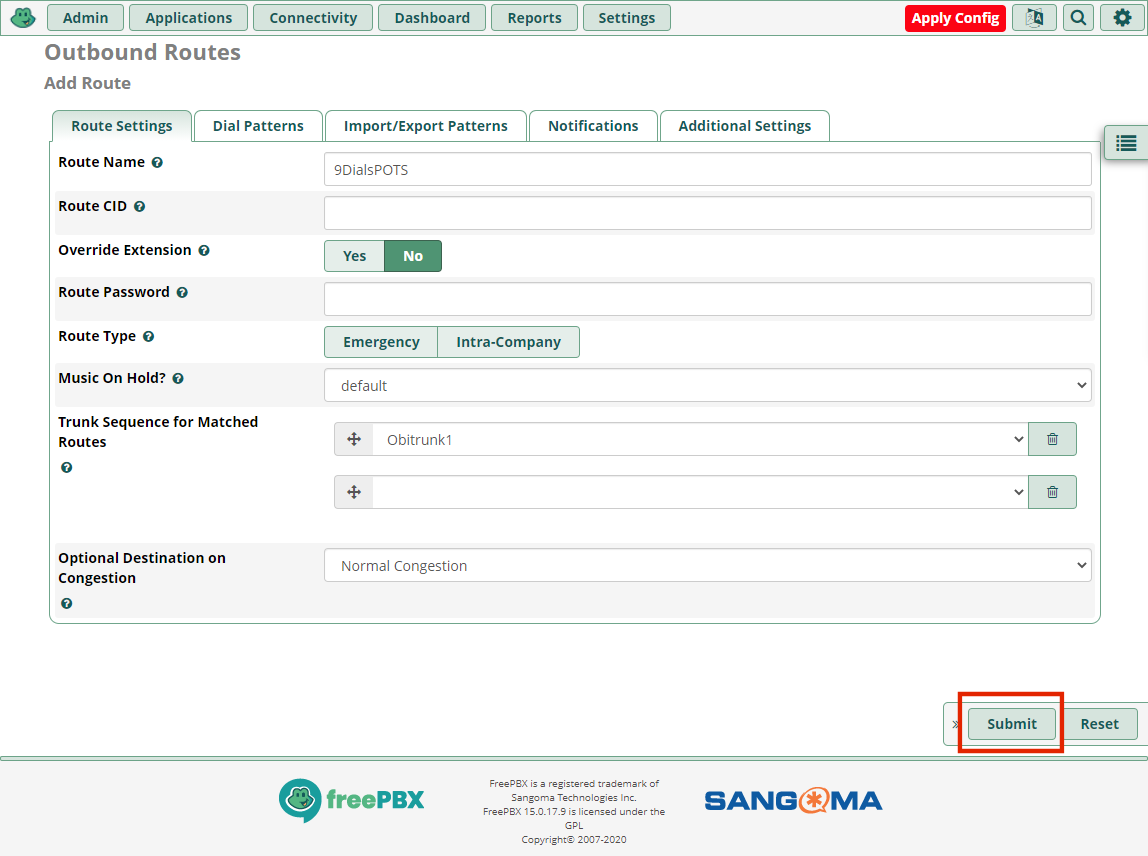 Admin
Applications
Connectivity
Dashboard
Reports
Settings
Apply Config
Outbound Routes
Add Route
Route Settings
Dial Patterns
Import/Export Patterns
Notifications
Additional Settings
Route Name
9DialsPOTS
Route CID
Override Extension
Yes
No
Route Password
Route Type
Emergency
Intra-Company
Music On Hold?
default
Trunk Sequence for Matched
Routes
Obitrunk1
Optional Destination on
Congestion
Normal Congestion
»
Submit
Reset
freePBX
FreePBX is a registered trademark of
Sangoma Technologies Inc.
FreePBX 15.0.17.9 is licensed under the
GPL
Copyright© 2007-2020
SANGOMA